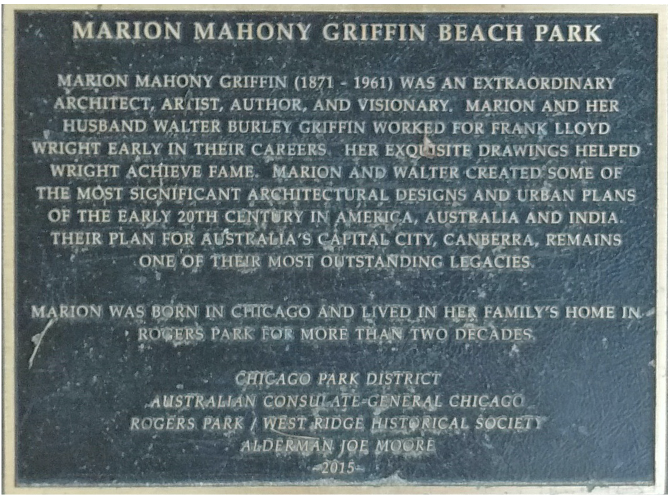 MARION MAHONY GRIFFIN BEACH PARK
MARION MAHONY GRIFFIN (1871 - 1961) WAS AN EXTRAORDINARY
ARCHITECT, ARTIST, AUTHOR, AND VISIONARY. MARION AND HER
HUSBAND WALTER BURLEY GRIFFIN WORKED FOR FRANK LLOYD
WRIGHT EARLY IN THEIR CAREERS. HER EXQUISITE DRAWINGS HELPED
WRIGHT ACHIEVE FAME. MARION AND WALTER CREATED SOME OF
THE MOST SIGNIFICANT ARCHITECTURAL DESIGNS AND URBAN PLANS
OF THE EARLY 20TH CENTURY IN AMERICA, AUSTRALIA AND INDIA.
THEIR PLAN FOR AUSTRALIA'S CAPITAL CITY, CANBERRA, REMAINS
ONE OF THEIR MOST OUTSTANDING LEGACIES.
MARION WAS BORN IN CHICAGO AND LIVED IN HER FAMILY'S HOME IN
ROGERS PARK FOR MORE THAN TWO DECADES.
CHICAGO PARK DISTRICT
AUSTRALIAN CONSULATE-GENERAL CHICAGO
ROGERS PARK / WEST RIDGE HISTORICAL SOCIETY
ALDERMAN JOE MOORE
2015